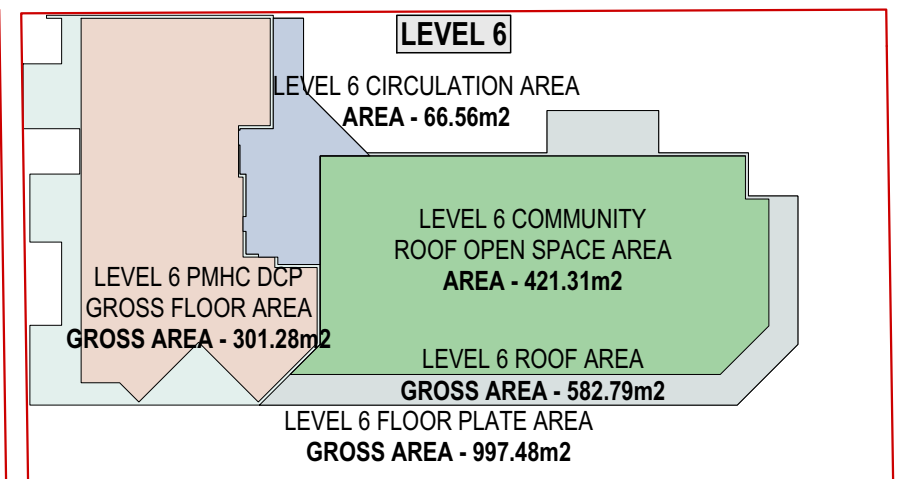 LEVEL 6
LEVEL 6 CIRCULATION AREA
AREA - 66.56m2
LEVEL 6 COMMUNITY
ROOF OPEN SPACE AREA
AREA - 421.31m2
LEVEL 6 PMHC DCP
GROSS FLOOR AREA
GROSS AREA - 301.28m2
LEVEL 6 ROOF AREA
GROSS AREA - 582.79m2
LEVEL 6 FLOOR PLATE AREA
GROSS AREA - 997.48m2